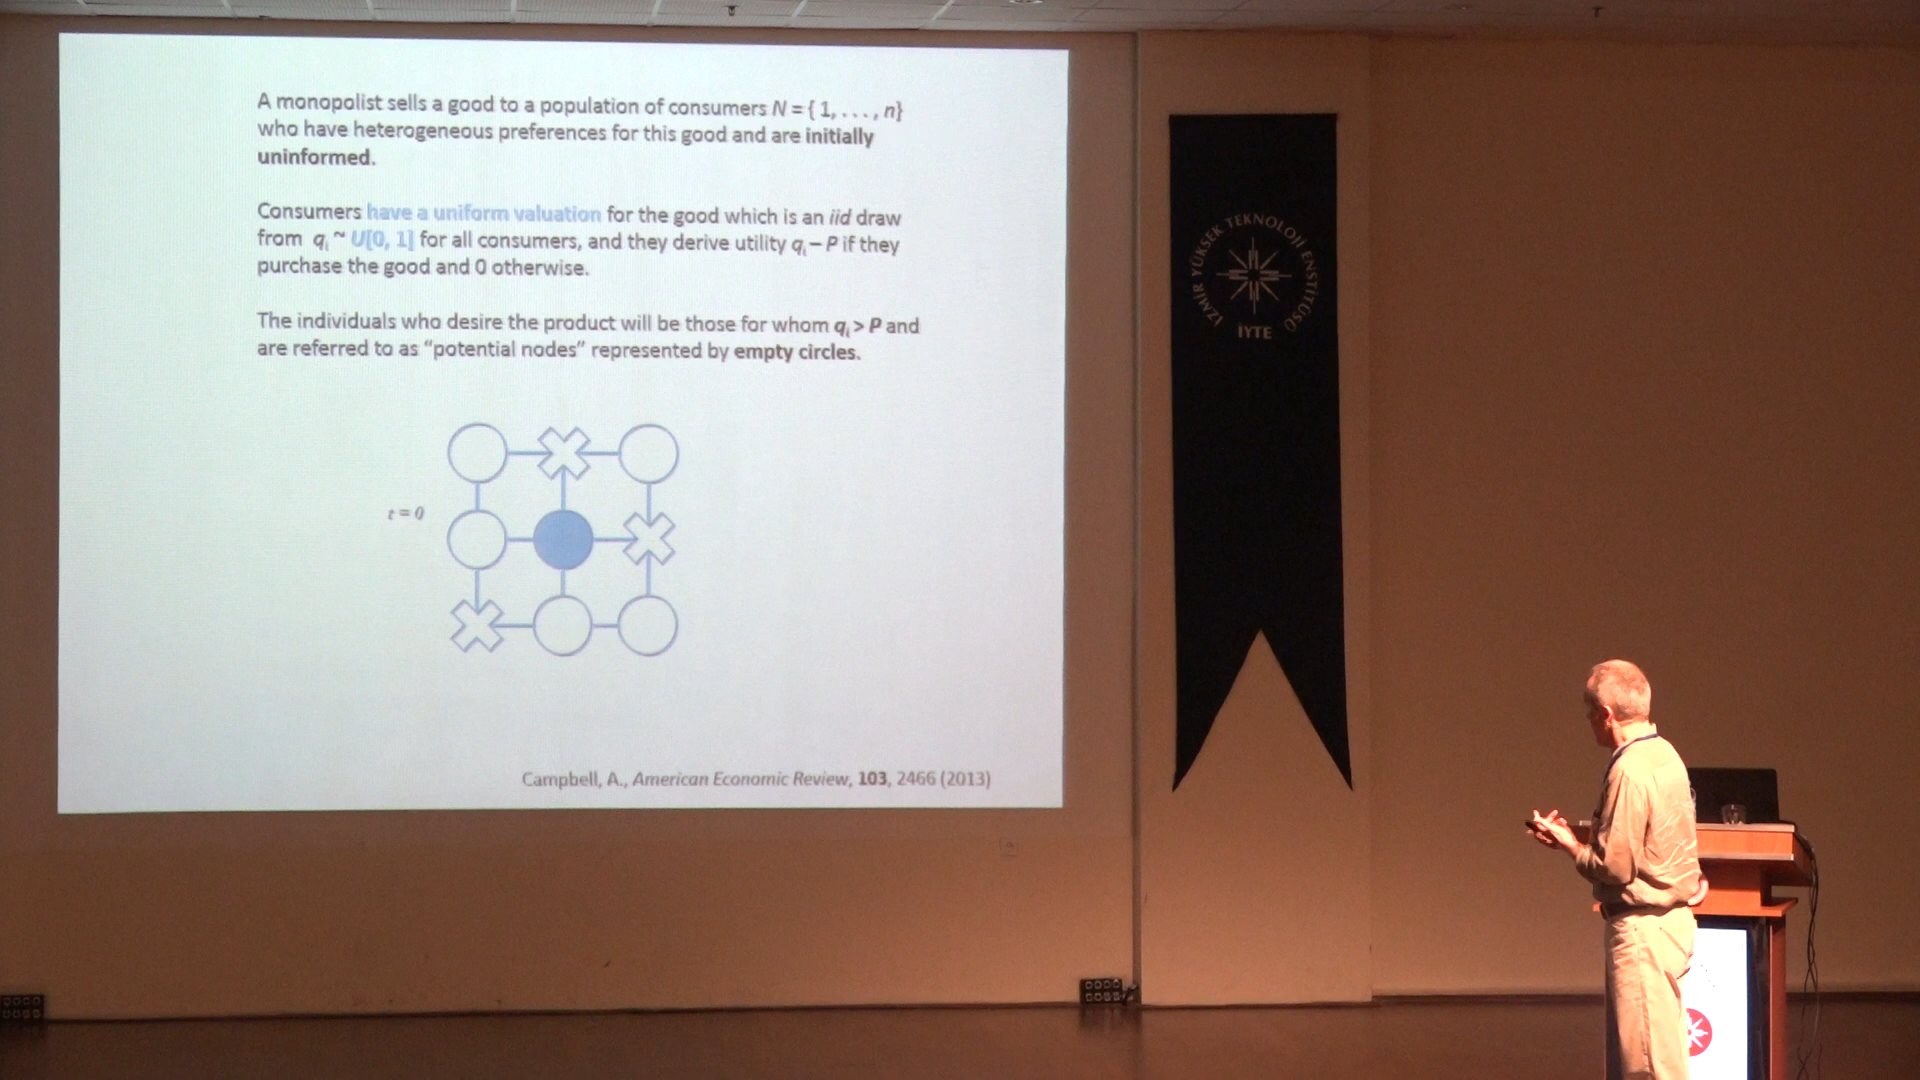 A monopolist sells a good to a population of consumers N = { 1, . . . , n}
who have heterogeneous preferences for this good and are initially
uninformed.
Consumers have a uniform valuation for the good which is an iid draw
from qᵢ ~ U[0, 1] for all consumers, and they derive utility qᵢ – P if they
purchase the good and 0 otherwise.
The individuals who desire the product will be those for whom qᵢ > P and
are referred to as “potential nodes” represented by empty circles.
t = 0
Campbell, A., American Economic Review, 103, 2466 (2013)
İZMİR YÜKSEK TEKNOLOJİ ENSTİTÜSÜ
İYTE